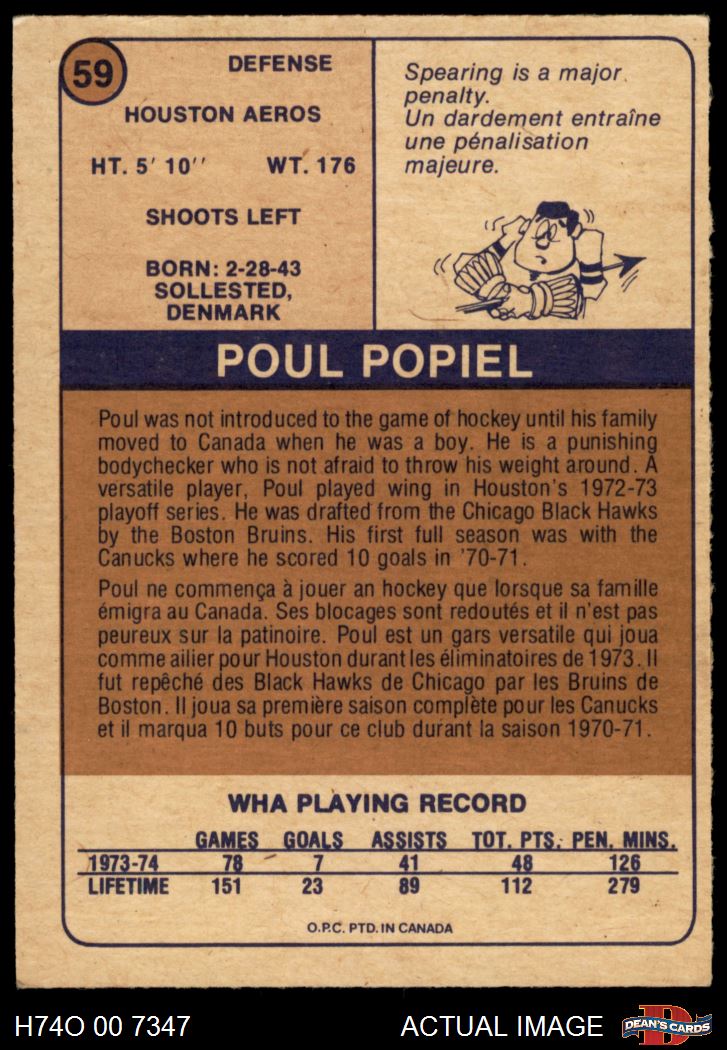 59
DEFENSE
HOUSTON AEROS
HT. 5' 10'' WT. 176
SHOOTS LEFT
BORN: 2-28-43
SOLLESTED,
DENMARK
Spearing is a major
penalty.
Un dardement entraîne
une pénalisation
majeure.
POUL POPIEL
Poul was not introduced to the game of hockey until his family
moved to Canada when he was a boy. He is a punishing
bodychecker who is not afraid to throw his weight around. A
versatile player, Poul played wing in Houston's 1972-73
playoff series. He was drafted from the Chicago Black Hawks
by the Boston Bruins. His first full season was with the
Canucks where he scored 10 goals in '70-71.
Poul ne commença à jouer an hockey que lorsque sa famille
émigra au Canada. Ses blocages sont redoutés et il n'est pas
peureux sur la patinoire. Poul est un gars versatile qui joua
comme ailier pour Houston durant les éliminatoires de 1973. Il
fut repêché des Black Hawks de Chicago par les Bruins de
Boston. Il joua sa première saison complète pour les Canucks
et il marqua 10 buts pour ce club durant la saison 1970-71.
WHA PLAYING RECORD
GAMES GOALS ASSISTS TOT. PTS. PEN. MINS.
1973-74 78 7 41 48 126
LIFETIME 151 23 89 112 279
O.P.C. PTD. IN CANADA
H74O 00 7347 ACTUAL IMAGE D DEAN'S CARDS